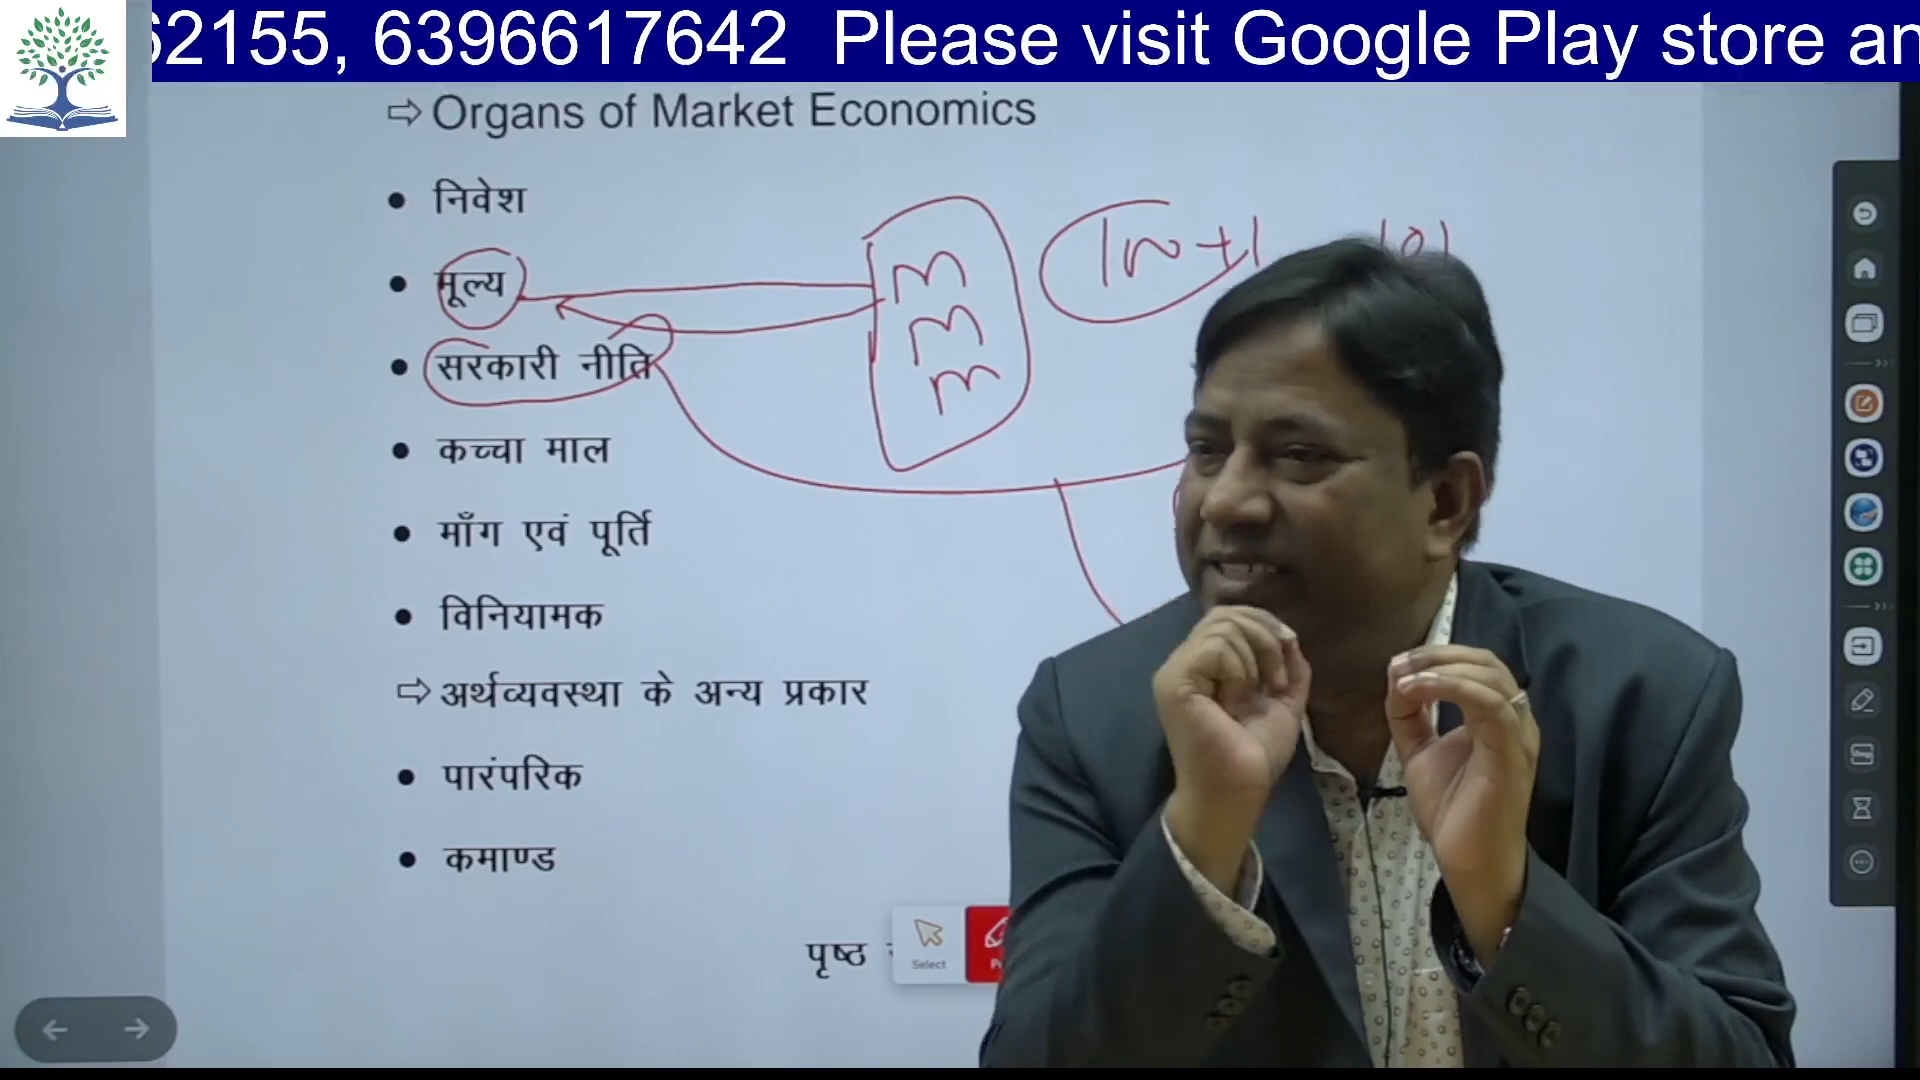 62155, 6396617642 Please visit Google Play store an
⇨ Organs of Market Economics
• निवेश
• मूल्य
• सरकारी नीति
• कच्चा माल
• माँग एवं पूर्ति
• विनियामक
⇨ अर्थव्यवस्था के अन्य प्रकार
• पारंपरिक
• कमाण्ड
पृष्ठ
Select
m
m
m